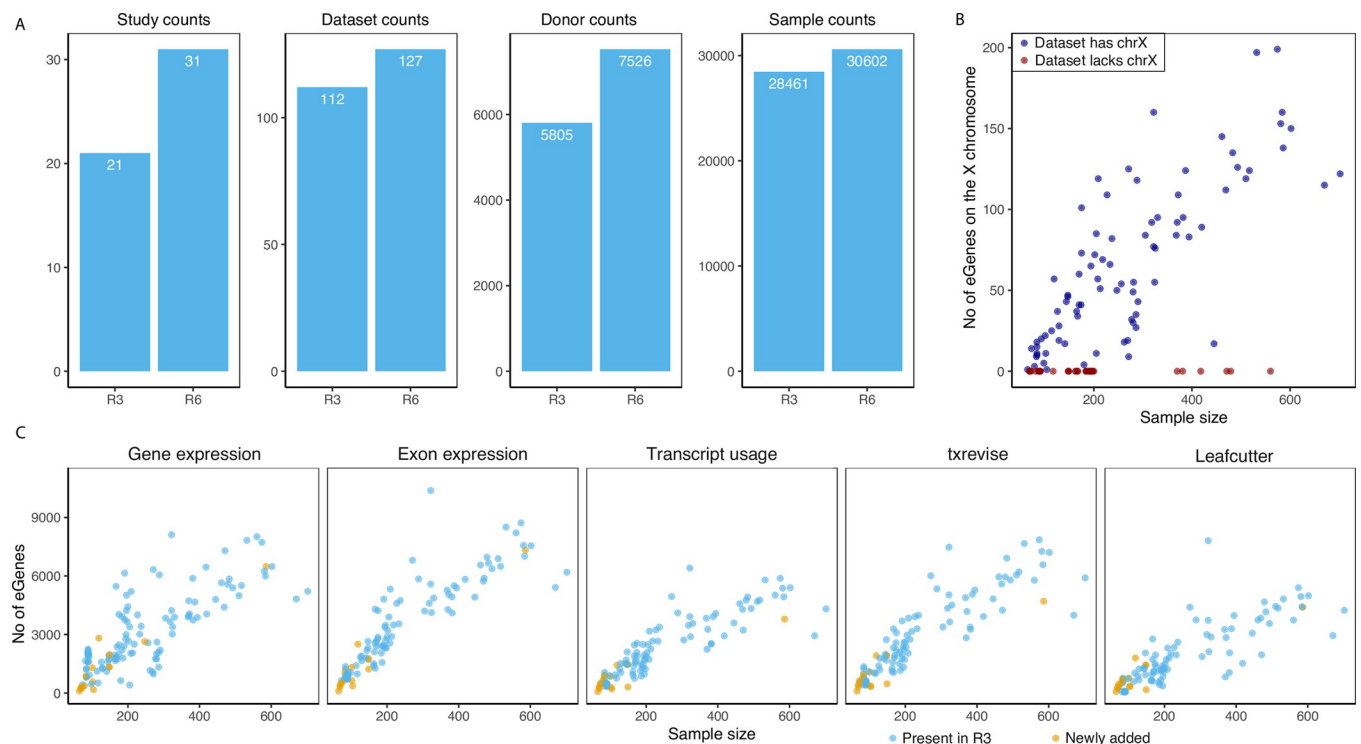 A
Study counts
Dataset counts
Donor counts
Sample counts
30
20
10
0
21
31
R3
R6
100
50
0
112
127
R3
R6
6000
4000
2000
0
5805
7526
R3
R6
30000
20000
10000
0
28461
30602
R3
R6
B
Dataset has chrX
Dataset lacks chrX
No of eGenes on the X chromosome
200
150
100
50
0
200
400
600
Sample size
C
Gene expression
Exon expression
Transcript usage
txrevise
Leafcutter
No of eGenes
9000
6000
3000
0
200
400
600
200
400
600
200
400
600
200
400
600
200
400
600
Sample size
Present in R3
Newly added